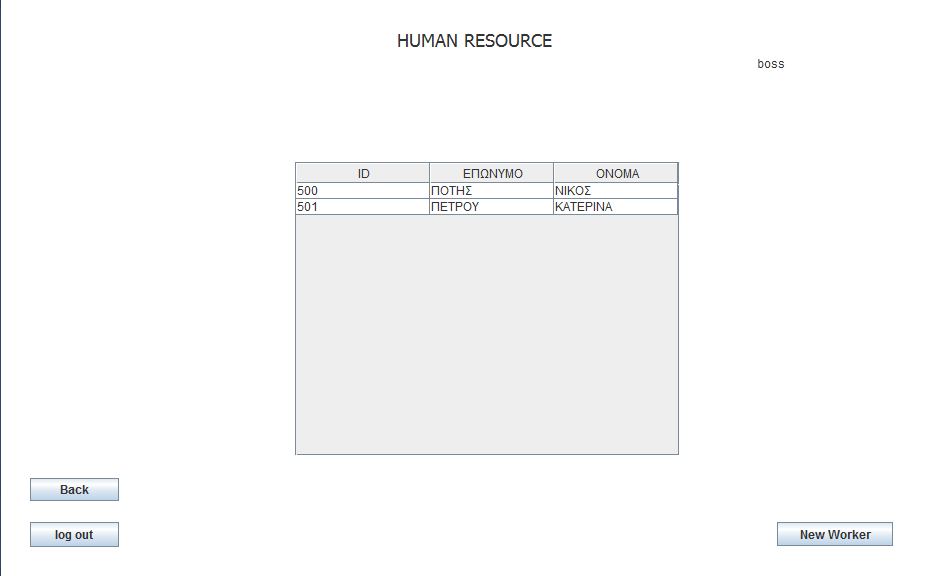 HUMAN RESOURCE
boss
ID ΕΠΩΝΥΜΟ ΟΝΟΜΑ
500 ΠΟΤΗΣ ΝΙΚΟΣ
501 ΠΕΤΡΟΥ ΚΑΤΕΡΙΝΑ
Back
log out
New Worker